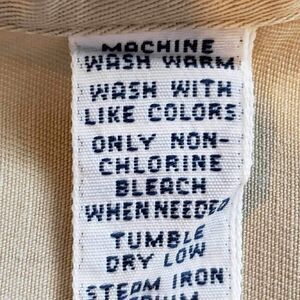 MACHINE
WASH WARM
WASH WITH
LIKE COLORS
ONLY NON-
CHLORINE
BLEACH
WHEN NEEDED
TUMBLE
DRY LOW
STEAM IRON